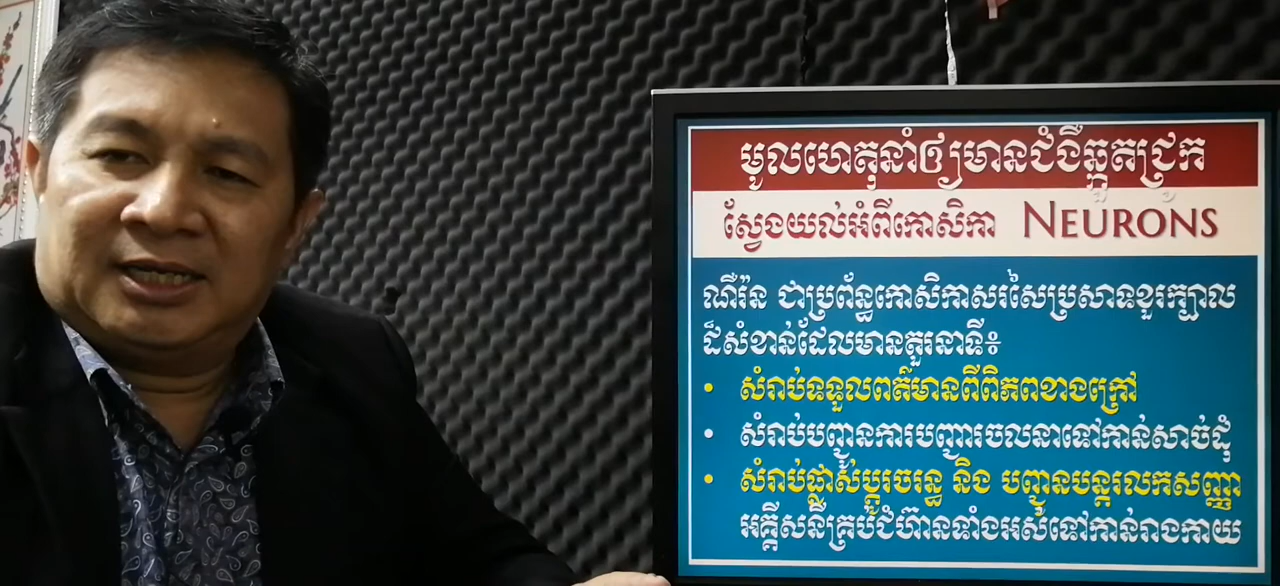 មូលហេតុនាំឲ្យមានជំងឺឆ្កួតជ្រូក
ស្វែងយល់អំពីកោសិកា NEURONS
ណឺរ៉ន ជាប្រព័ន្ធកោសិកាសរសៃប្រសាទខួរក្បាល
ដ៏សំខាន់ដែលមានតួរនាទី៖
• សំរាប់ទទួលពត៌មានពីពិភពខាងក្រៅ
• សំរាប់បញ្ជូនការបញ្ជារចលនាទៅកាន់សាច់ដុំ
• សំរាប់ផ្លាស់ប្តូរចរន្ធ និង បញ្ជូនបន្តរលកសញ្ញា
អគ្គីសនីគ្រប់ជំហ៊ានទាំងអស់ទៅកាន់រាងកាយ